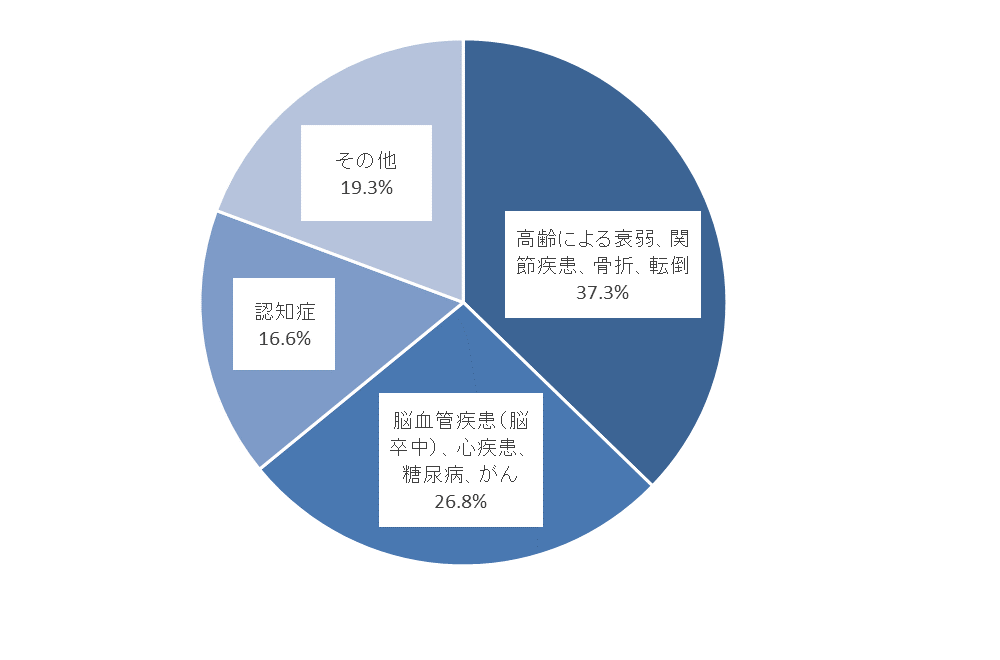 その他
19.3%
高齢による衰弱、関
節疾患、骨折、転倒
37.3%
認知症
16.6%
脳血管疾患（脳
卒中）、心疾患、
糖尿病、がん
26.8%